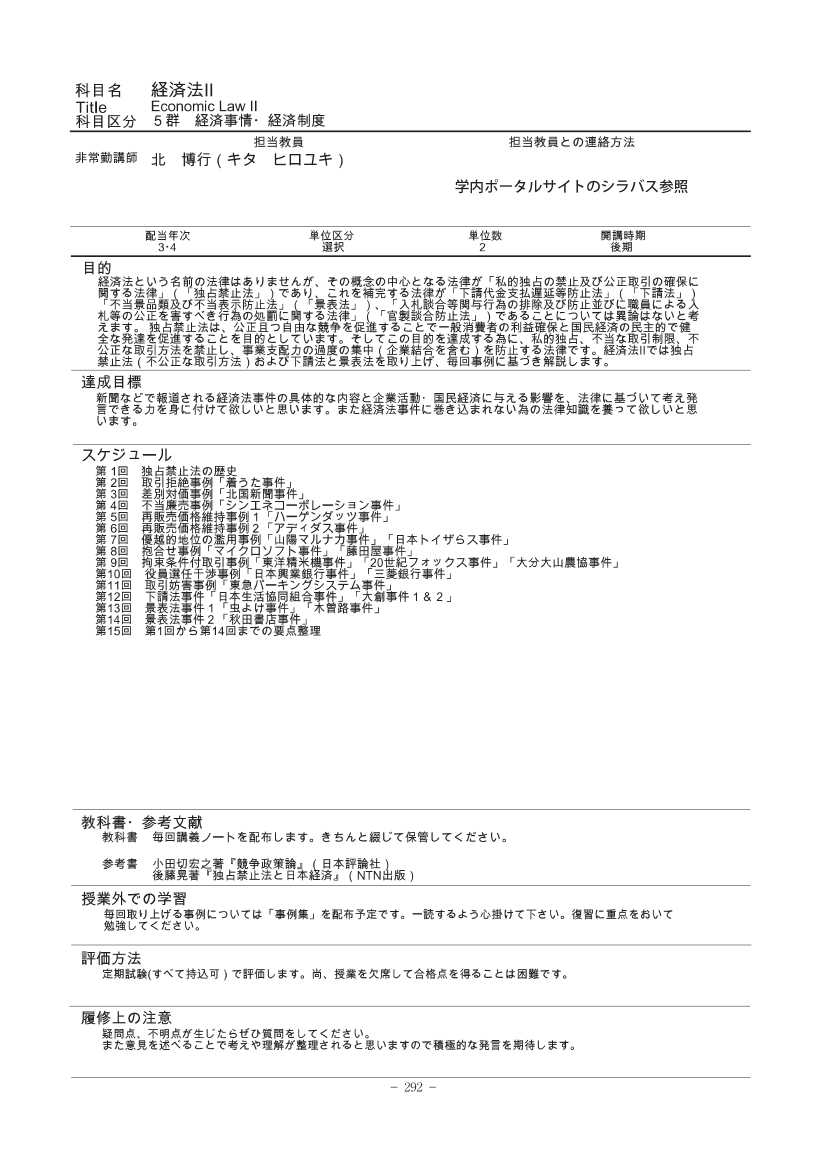 科目名　経済法II
Title　Economic Law II
科目区分　５群　経済事情・経済制度
担当教員　担当教員との連絡方法
非常勤講師　北　博行（キタ　ヒロユキ）
学内ポータルサイトのシラバス参照
配当年次　単位区分　単位数　開講時期
3・4　選択　2　後期
目的
経済法という名前の法律はありませんが、その概念の中心となる法律が「私的独占の禁止及び公正取引の確保に
関する法律」（「独占禁止法」）であり、これを補完する法律が「下請代金支払遅延等防止法」（「下請法」）
「不当景品類及び不当表示防止法」（「景表法」）、「入札談合等関与行為の排除及び防止並びに職員による入
札等の公正を害すべき行為の処罰に関する法律」（「官製談合防止法」）であることについては異論はないと考
えます。 独占禁止法は、公正且つ自由な競争を促進することで一般消費者の利益確保と国民経済の民主的で健
全な発達を促進することを目的としています。そしてこの目的を達成する為に、私的独占、不当な取引制限、不
公正な取引方法を禁止し、事業支配力の過度の集中（企業結合を含む）を防止する法律です。経済法IIでは独占
禁止法（不公正な取引方法）および下請法と景表法を取り上げ、毎回事例に基づき解説します。
達成目標
新聞などで報道される経済法事件の具体的な内容と企業活動・国民経済に与える影響を、法律に基づいて考え発
言できる力を身に付けて欲しいと思います。また経済法事件に巻き込まれない為の法律知識を養って欲しいと思
います。
スケジュール
第 1回　独占禁止法の歴史
第 2回　取引拒絶事例「着うた事件」
第 3回　差別対価事例「北国新聞事件」
第 4回　不当廉売事例「シンエネコーポレーション事件」
第 5回　再販売価格維持事例１「ハーゲンダッツ事件」
第 6回　再販売価格維持事例２「アディダス事件」
第 7回　優越的地位の濫用事例「山陽マルナカ事件」「日本トイザらス事件」
第 8回　抱合せ事例「マイクロソフト事件」「藤田屋事件」
第 9回　拘束条件付取引事例「東洋精米機事件」「20世紀フォックス事件」「大分大山農協事件」
第10回　役員選任干渉事例「日本興業銀行事件」「三菱銀行事件」
第11回　取引妨害事例「東急パーキングシステム事件」
第12回　下請法事件「日本生活協同組合事件」「大創事件１＆２」
第13回　景表法事件１「虫よけ事件」「木曽路事件」
第14回　景表法事件２「秋田書店事件」
第15回　第1回から第14回までの要点整理
教科書・参考文献
教科書　毎回講義ノートを配布します。きちんと綴じて保管してください。
参考書　小田切宏之著『競争政策論』（日本評論社）
後藤晃著『独占禁止法と日本経済』（NTN出版）
授業外での学習
毎回取り上げる事例については「事例集」を配布予定です。一読するよう心掛けて下さい。復習に重点をおいて
勉強してください。
評価方法
定期試験(すべて持込可）で評価します。尚、授業を欠席して合格点を得ることは困難です。
履修上の注意
疑問点、不明点が生じたらぜひ質問をしてください。
また意見を述べることで考えや理解が整理されると思いますので積極的な発言を期待します。
－ 292 －